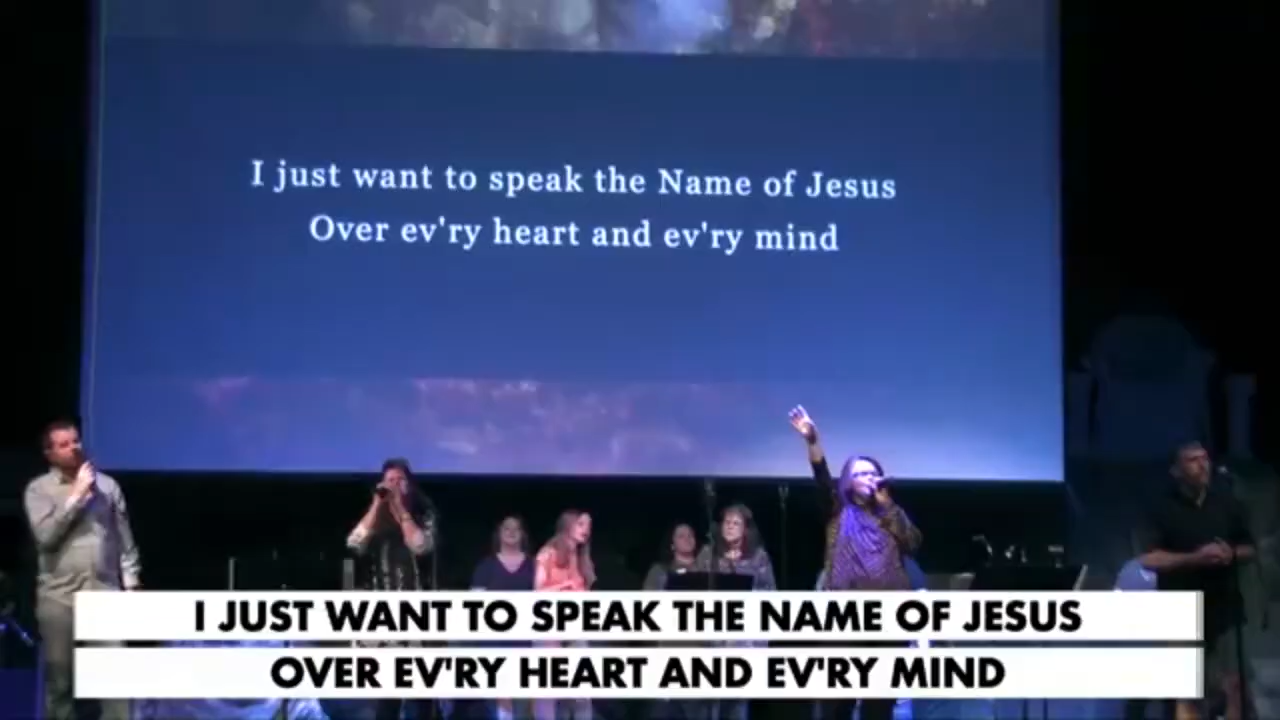 I just want to speak the Name of Jesus
Over ev'ry heart and ev'ry mind
I JUST WANT TO SPEAK THE NAME OF JESUS
OVER EV'RY HEART AND EV'RY MIND